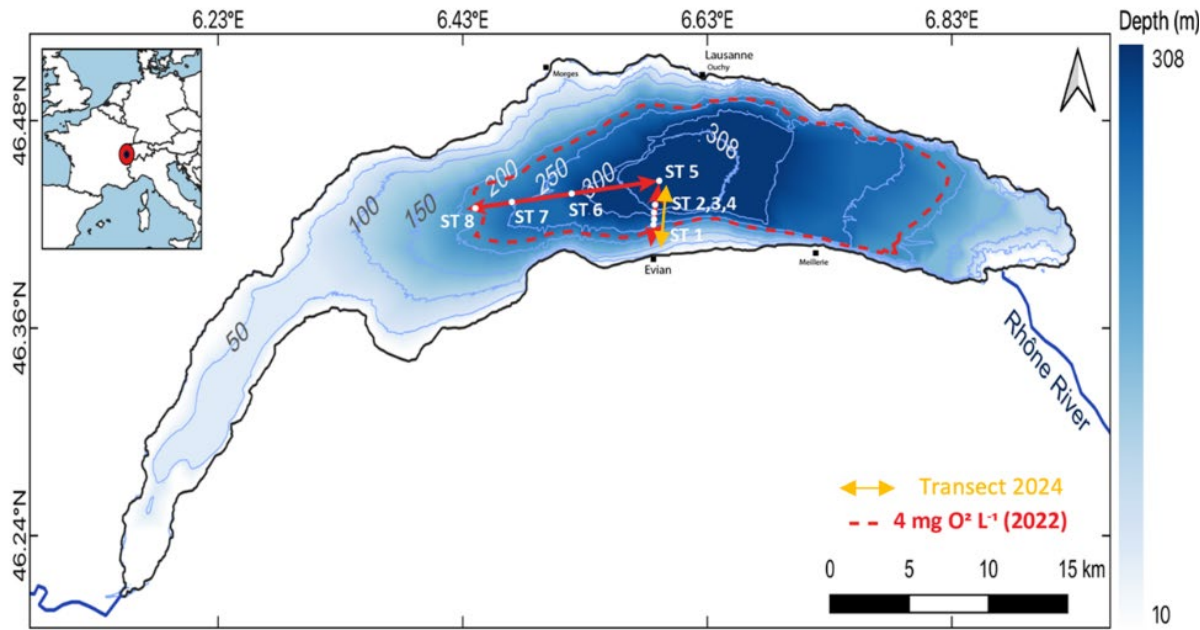 6.23°E 6.43°E 6.63°E 6.83°E
Depth (m)
308
Lausanne
Ouchy
Morges
46.48°N
308
200
250
300
100
150
ST 5
ST 2,3,4
ST 6
ST 7
ST 8
ST 1
Evian
Meillerie
46.36°N
50
Rhône River
Transect 2024
4 mg O² L⁻¹ (2022)
46.24°N
0 5 10 15 km
10